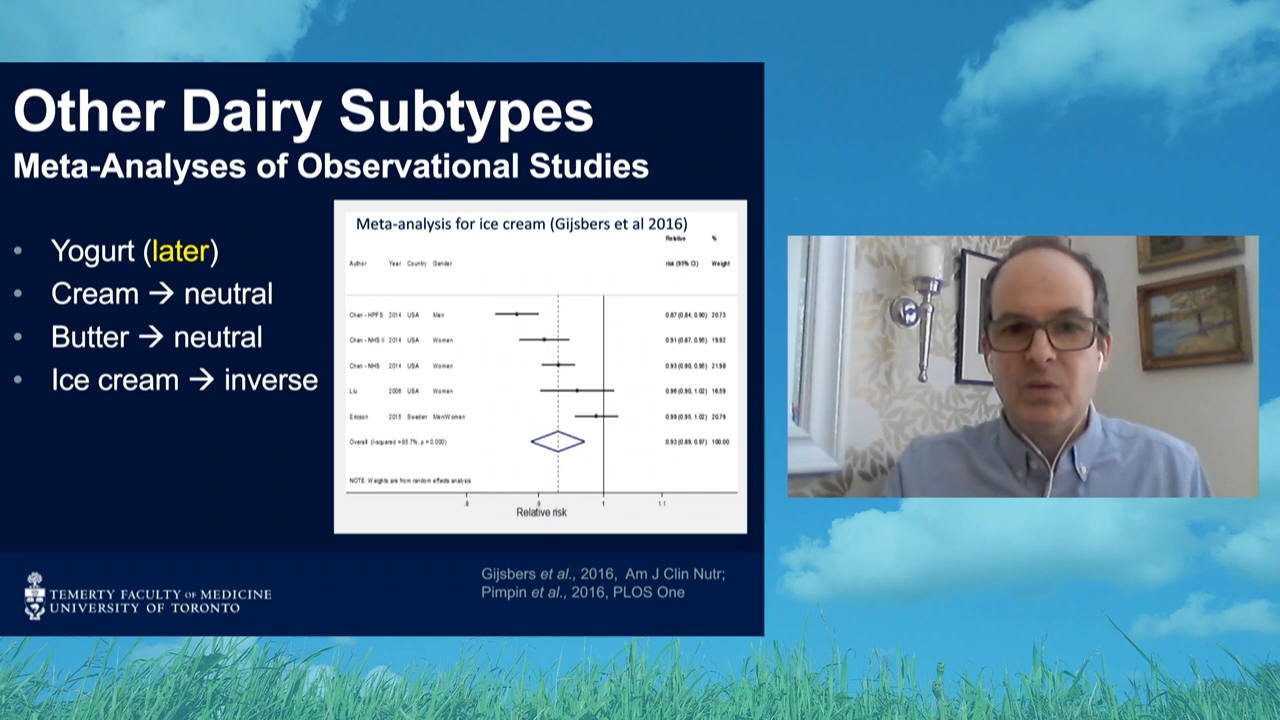 Other Dairy Subtypes
Meta-Analyses of Observational Studies
• Yogurt (later)
• Cream → neutral
• Butter → neutral
• Ice cream → inverse
Meta-analysis for ice cream (Gijsbers et al 2016)
Relative %
Author Year Country Gender risk (95% CI) Weight
Chen - HPFS 2014 USA Men 0.87 (0.84, 0.90) 20.73
Chen - NHS II 2014 USA Women 0.91 (0.87, 0.95) 19.92
Chen - NHS 2014 USA Women 0.93 (0.90, 0.95) 21.98
Liu 2006 USA Women 0.96 (0.90, 1.02) 16.59
Ericson 2015 Sweden Men/Women 0.99 (0.95, 1.02) 20.79
Overall (I-squared = 85.7%, p = 0.000) 0.93 (0.89, 0.97) 100.00
NOTE: Weights are from random effects analysis
.8 .9 1 1.1
Relative risk
Gijsbers et al., 2016, Am J Clin Nutr;
Pimpin et al., 2016, PLOS One
TEMERTY FACULTY OF MEDICINE
UNIVERSITY OF TORONTO